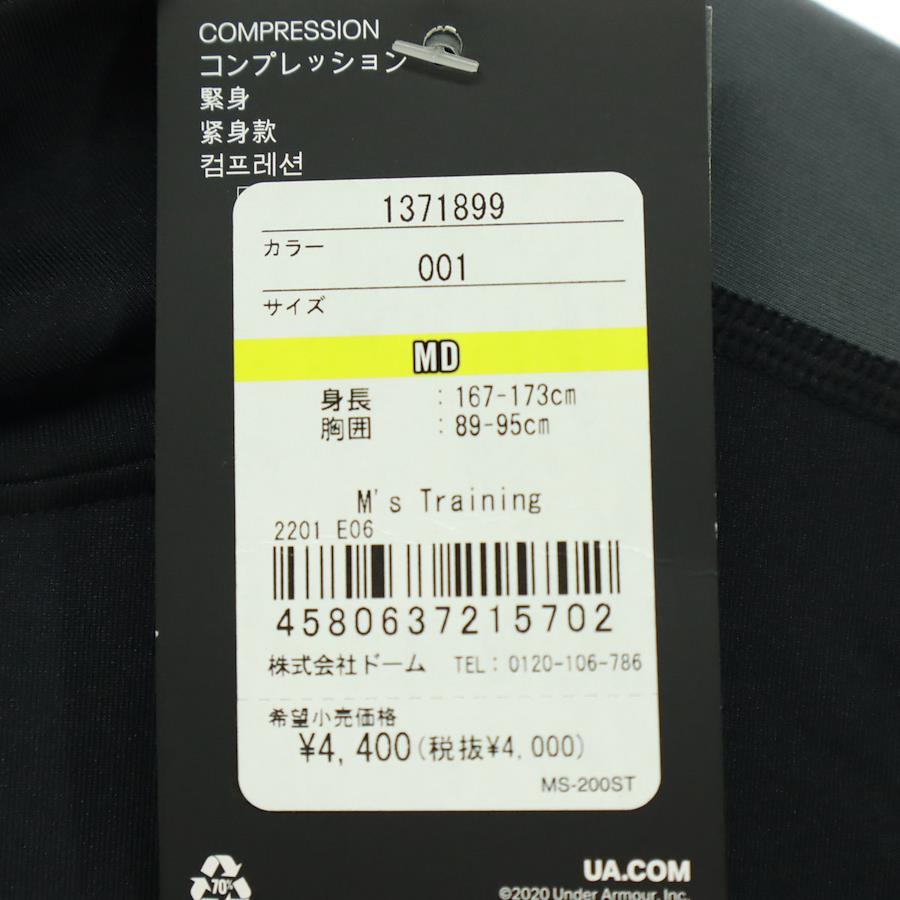 COMPRESSION
コンプレッション
緊身
紧身款
컴프레션
1371899
カラー
001
サイズ
MD
身長 : 167-173cm
胸囲 : 89-95cm
M's Training
2201 E06
4580637215702
株式会社ドーム TEL: 0120-106-786
希望小売価格
¥4,400(税抜¥4,000)
MS-200ST
70%
UA.COM
©2020 Under Armour, Inc.